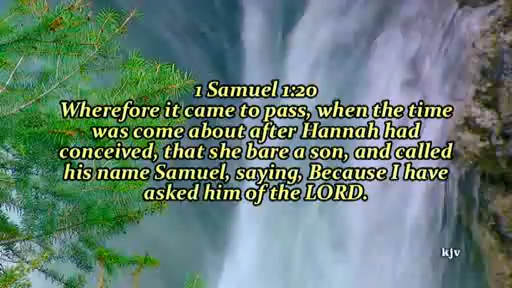 1 Samuel 1:20
Wherefore it came to pass, when the time
was come about after Hannah had
conceived, that she bare a son, and called
his name Samuel, saying, Because I have
asked him of the LORD.
kjv